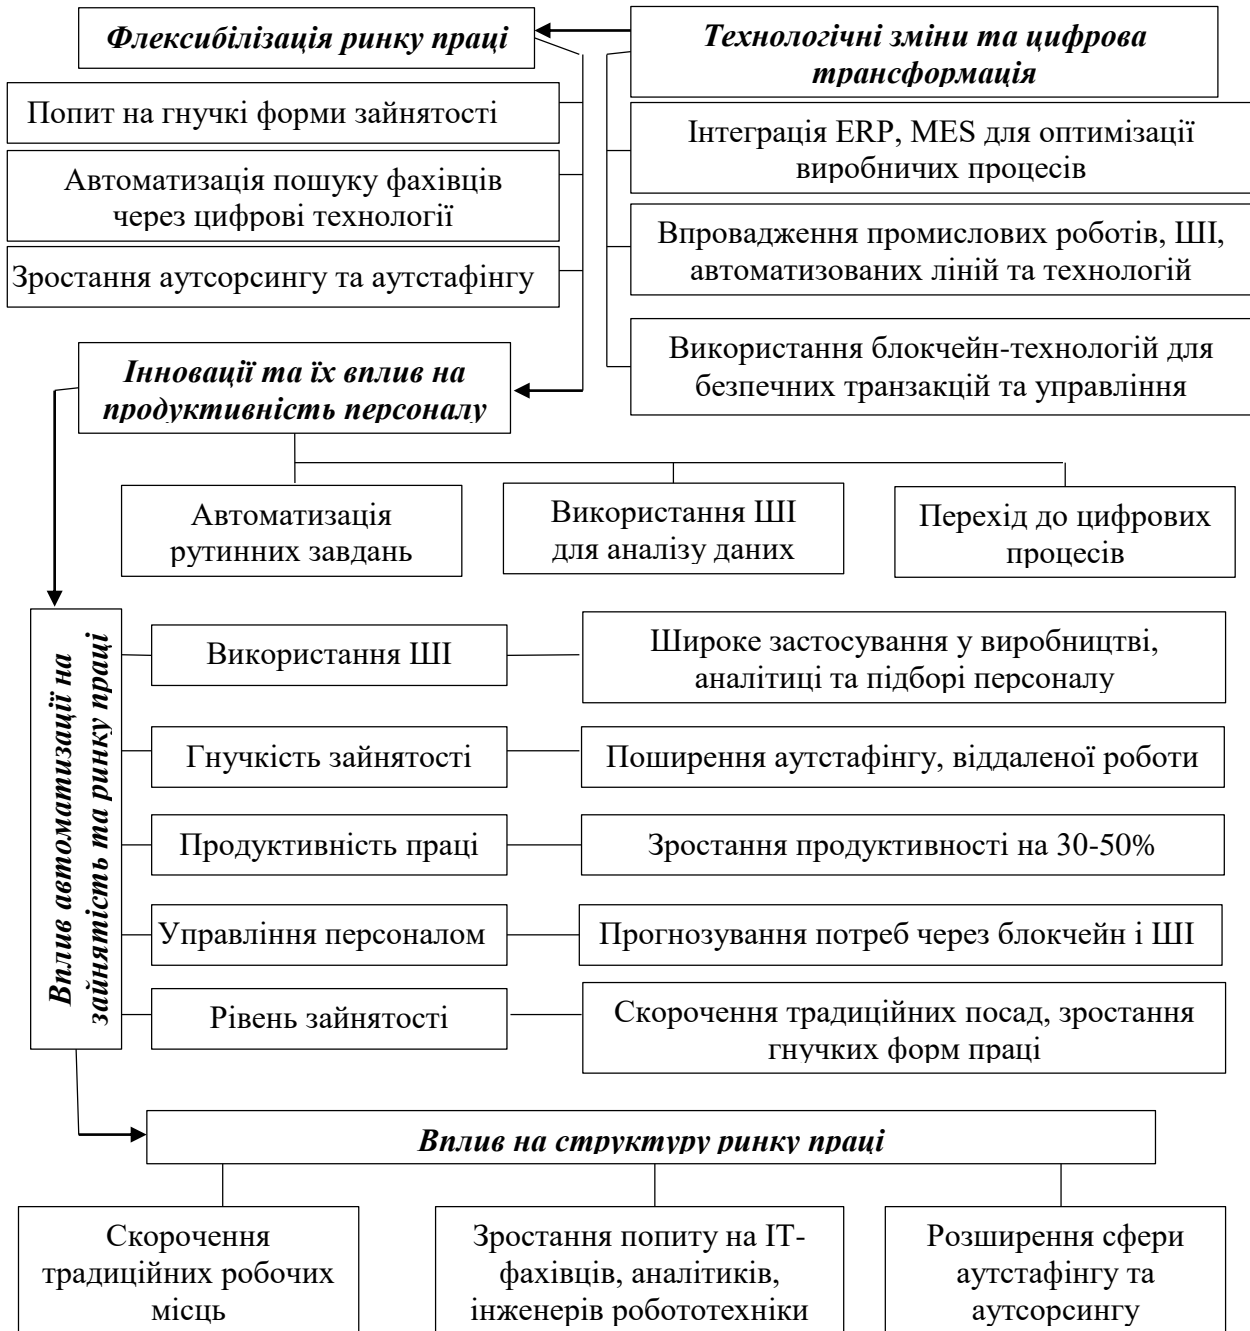 Флексибілізація ринку праці
Технологічні зміни та цифрова
трансформація
Попит на гнучкі форми зайнятості
Автоматизація пошуку фахівців
через цифрові технології
Зростання аутсорсингу та аутстафінгу
Інтеграція ERP, MES для оптимізації
виробничих процесів
Впровадження промислових роботів, ШІ,
автоматизованих ліній та технологій
Використання блокчейн-технологій для
безпечних транзакцій та управління
Інновації та їх вплив на
продуктивність персоналу
Автоматизація
рутинних завдань
Використання ШІ
для аналізу даних
Перехід до цифрових
процесів
Вплив автоматизації на
зайнятість та ринку праці
Використання ШІ
Широке застосування у виробництві,
аналітиці та підборі персоналу
Гнучкість зайнятості
Поширення аутстафінгу, віддаленої роботи
Продуктивність праці
Зростання продуктивності на 30-50%
Управління персоналом
Прогнозування потреб через блокчейн і ШІ
Рівень зайнятості
Скорочення традиційних посад, зростання
гнучких форм праці
Вплив на структуру ринку праці
Скорочення
традиційних робочих
місць
Зростання попиту на ІТ-
фахівців, аналітиків,
інженерів робототехніки
Розширення сфери
аутстафінгу та
аутсорсингу